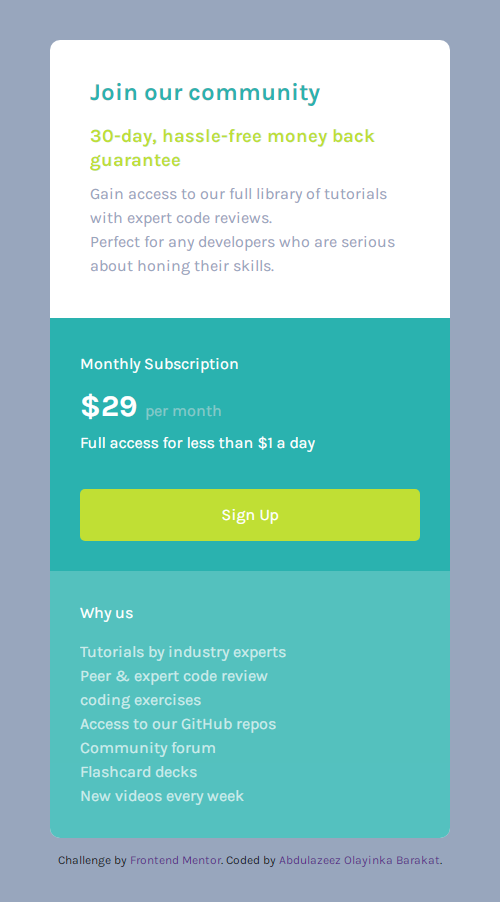 Join our community
30-day, hassle-free money back
guarantee
Gain access to our full library of tutorials
with expert code reviews.
Perfect for any developers who are serious
about honing their skills.
Monthly Subscription
$29 per month
Full access for less than $1 a day
Sign Up
Why us
Tutorials by industry experts
Peer & expert code review
coding exercises
Access to our GitHub repos
Community forum
Flashcard decks
New videos every week
Challenge by Frontend Mentor. Coded by Abdulazeez Olayinka Barakat.